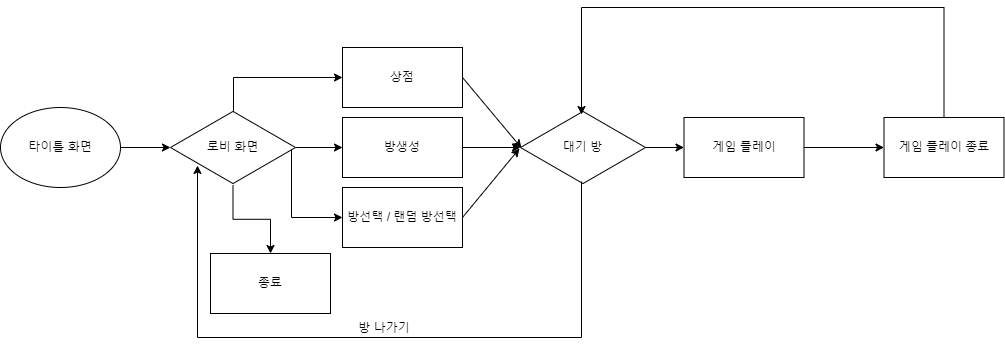 상점
타이틀 화면
로비 화면
방생성
대기 방
게임 플레이
게임 플레이 종료
방선택 / 랜덤 방선택
종료
방 나가기